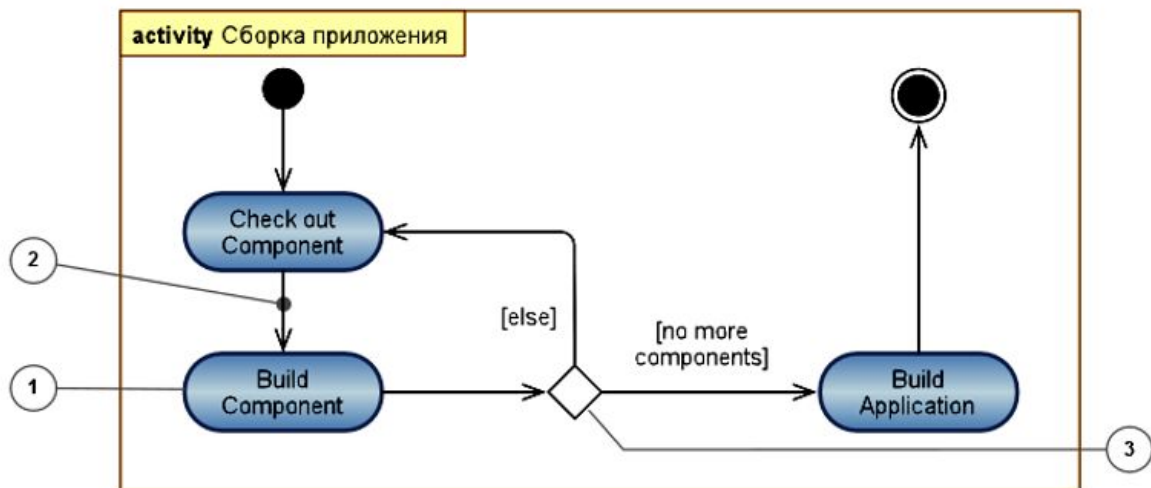 activity Сборка приложения
Check out
Component
2
[else]
[no more
components]
1
Build
Component
Build
Application
3